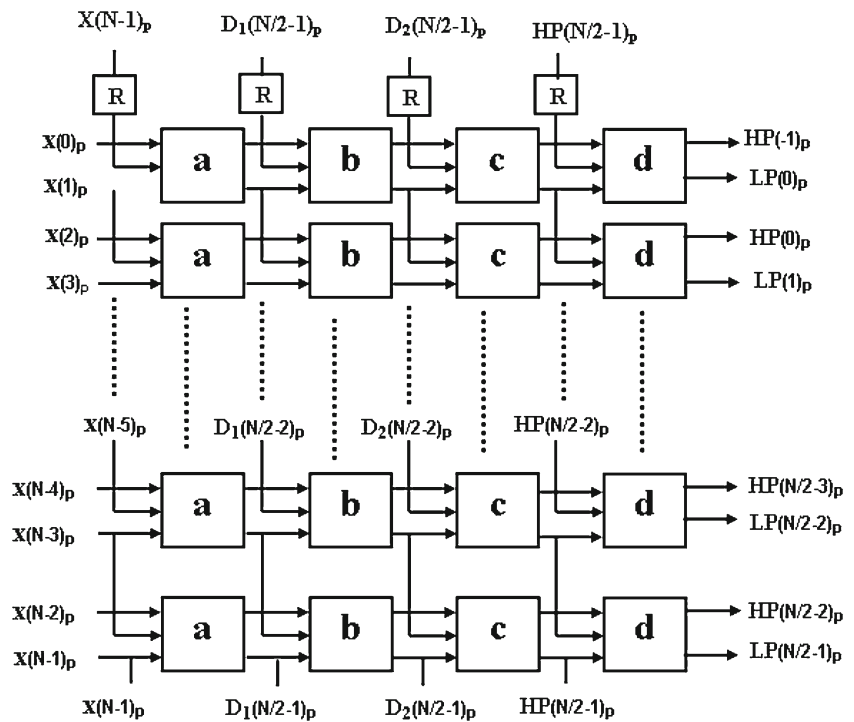 X(N-1)p D1(N/2-1)p D2(N/2-1)p HP(N/2-1)p
R R R R
x(0)p a b c d HP(-1)p
x(1)p LP(0)p
x(2)p a b c d HP(0)p
x(3)p LP(1)p
x(N-5)p D1(N/2-2)p D2(N/2-2)p HP(N/2-2)p
x(N-4)p a b c d HP(N/2-3)p
x(N-3)p LP(N/2-2)p
x(N-2)p a b c d HP(N/2-2)p
x(N-1)p LP(N/2-1)p
x(N-1)p D1(N/2-1)p D2(N/2-1)p HP(N/2-1)p